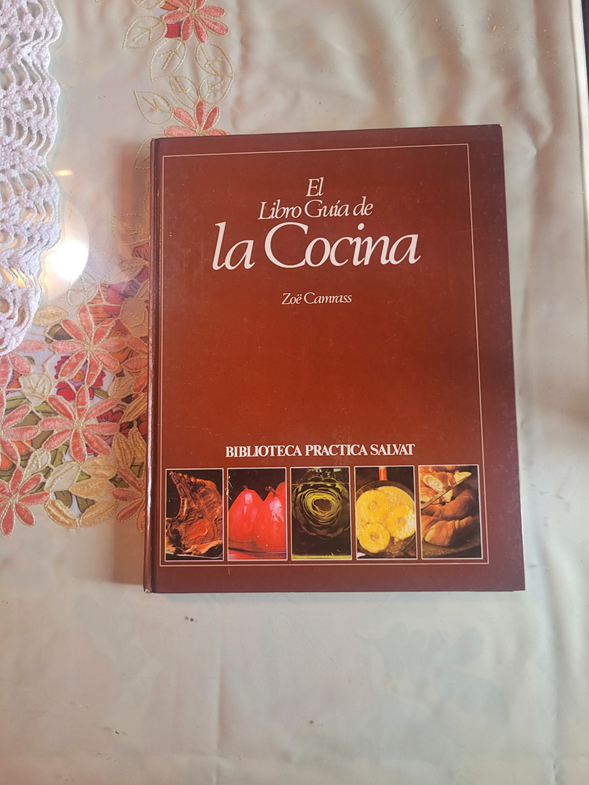 El
Libro Guía de
la Cocina
Zoë Camrass
BIBLIOTECA PRACTICA SALVAT